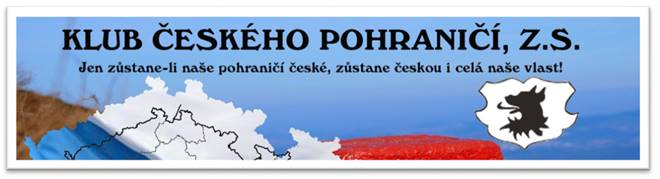 KLUB ČESKÉHO POHRANIČÍ, Z.S.
Jen zůstane-li naše pohraničí české, zůstane českou i celá naše vlast!